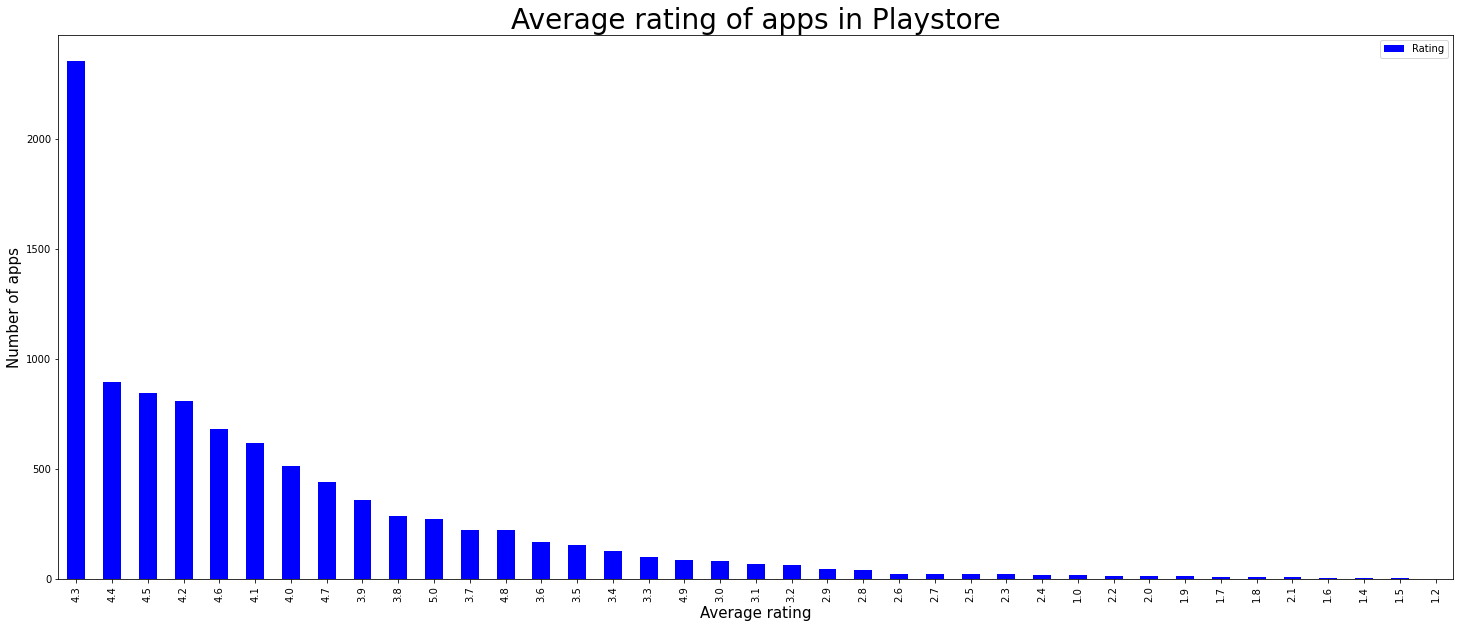 Average rating of apps in Playstore
Rating
Number of apps
2000
1500
1000
500
0
4.3 4.4 4.5 4.2 4.6 4.1 4.0 4.7 3.9 3.8 5.0 3.7 4.8 3.6 3.5 3.4 3.3 4.9 3.0 3.1 3.2 2.9 2.8 2.6 2.7 2.5 2.3 2.4 1.0 2.2 2.0 1.9 1.7 1.8 2.1 1.6 1.4 1.5 1.2
Average rating